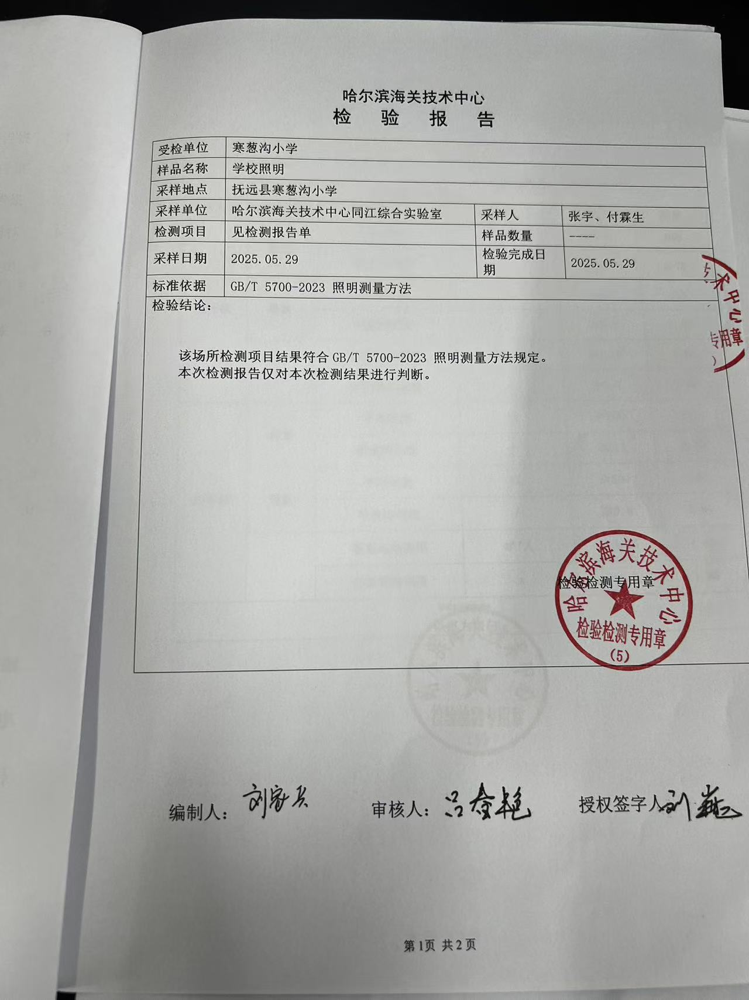 哈尔滨海关技术中心
检 验 报 告
受检单位 寒葱沟小学
样品名称 学校照明
采样地点 抚远县寒葱沟小学
采样单位 哈尔滨海关技术中心同江综合实验室 采样人 张宇、付霖生
检测项目 见检测报告单 样品数量 ----
采样日期 2025.05.29 检验完成日期 2025.05.29
标准依据 GB/T 5700-2023 照明测量方法
检验结论：
该场所检测项目结果符合 GB/T 5700-2023 照明测量方法规定。
本次检测报告仅对本次检测结果进行判断。
技术中心
专用章
)
哈尔滨海关技术中心
检验检测专用章
检验检测专用章
(5)
编制人： 审核人： 授权签字人
第 1页 共 2 页